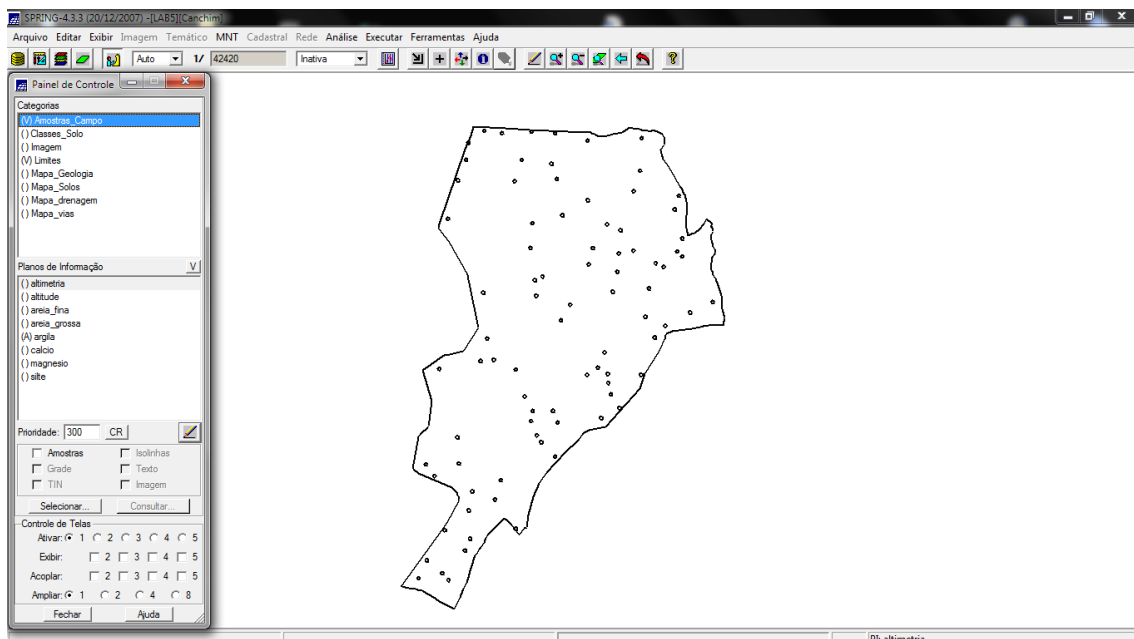 SPRING-4.3.3 (20/12/2007) -[LAB5][Canchim]
Arquivo Editar Exibir Imagem Temático MNT Cadastral Rede Análise Executar Ferramentas Ajuda
Auto 1/ 42420 Inativa
Painel de Controle
Categorias
(V) Amostras_Campo
() Classes_Solo
() Imagem
(V) Limites
() Mapa_Geologia
() Mapa_Solos
() Mapa_drenagem
() Mapa_vias
Planos de Informação V
() altimetria
() altitude
() areia_fina
() areia_grossa
(A) argila
() calcio
() magnesio
() silte
Prioridade: 300 CR
Amostras Isolinhas
Grade Texto
TIN Imagem
Selecionar... Consultar...
Controle de Telas
Ativar: 1 2 3 4 5
Exibir: 2 3 4 5
Acoplar: 2 3 4 5
Ampliar: 1 2 4 8
Fechar Ajuda
PI: altimetria